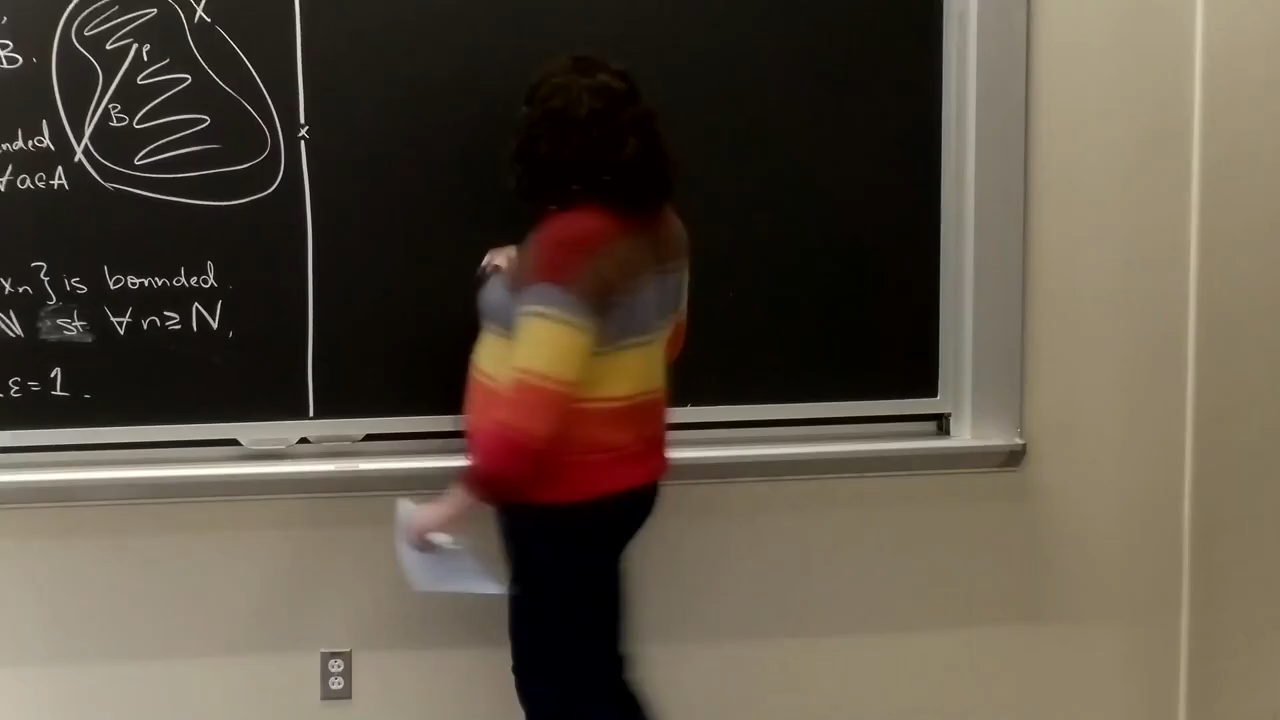 B.
X
P
B
x
nded
∀a∈A
xn} is bounded.
N st ∀n≥N,
ε=1.